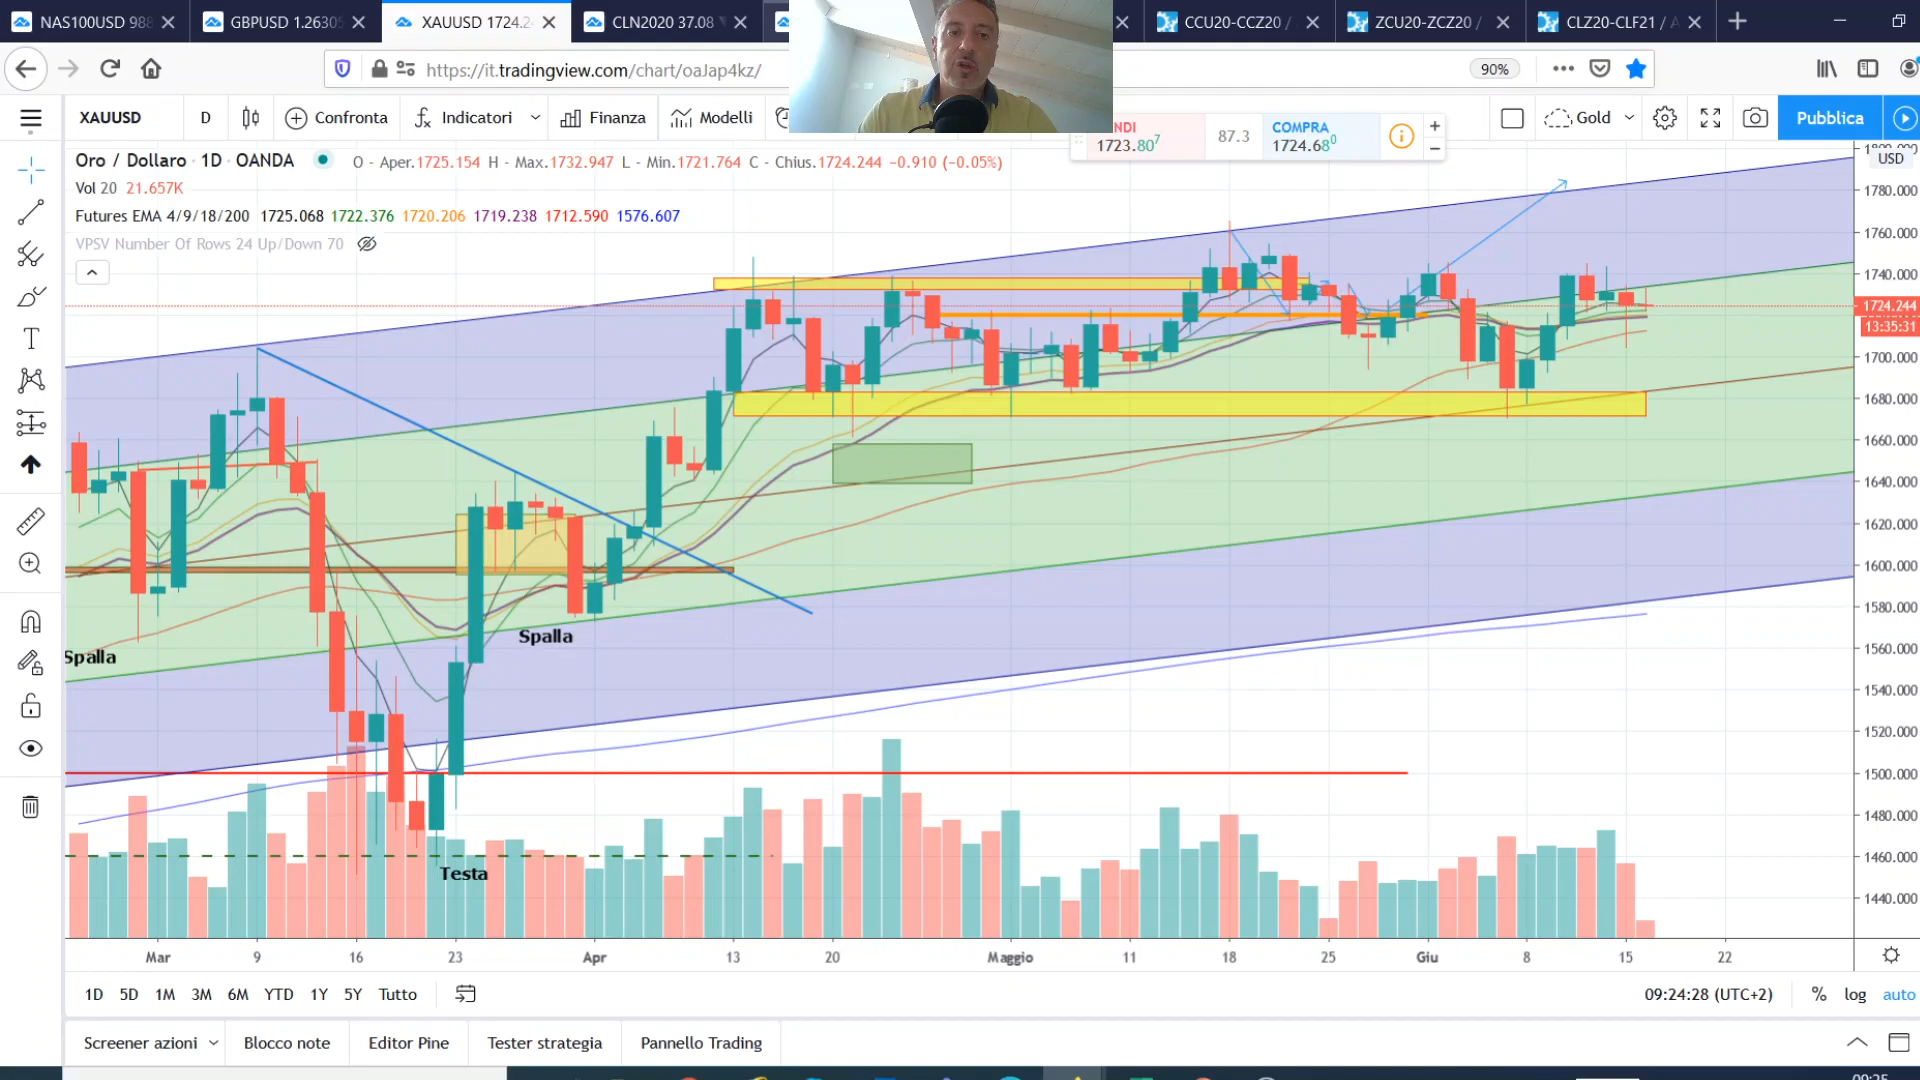 NAS100USD 988
GBPUSD 1.2630
XAUUSD 1724.2
CLN2020 37.08
CCU20-CCZ20 /
ZCU20-ZCZ20 /
CLZ20-CLF21 / A
https://it.tradingview.com/chart/oaJap4kz/
90%
XAUUSD
D
Confronta
Indicatori
Finanza
Modelli
Gold
Pubblica
NDI
1723.807
87.3
COMPRA
1724.680
Oro / Dollaro · 1D · OANDA
O - Aper.1725.154 H - Max.1732.947 L - Min.1721.764 C - Chius.1724.244 −0.910 (−0.05%)
Vol 20 21.657K
Futures EMA 4/9/18/200 1725.068 1722.376 1720.206 1719.238 1712.590 1576.607
VPSV Number Of Rows 24 Up/Down 70
USD
1780.000
1760.000
1740.000
1724.244
13:35:31
1700.000
1680.000
1660.000
1640.000
1620.000
1600.000
1580.000
1560.000
1540.000
1520.000
1500.000
1480.000
1460.000
1440.000
Spalla
Spalla
Testa
Mar 9 16 23 Apr 13 20 Maggio 11 18 25 Giu 8 15 22
1D 5D 1M 3M 6M YTD 1Y 5Y Tutto
09:24:28 (UTC+2)
% log auto
Screener azioni
Blocco note
Editor Pine
Tester strategia
Pannello Trading